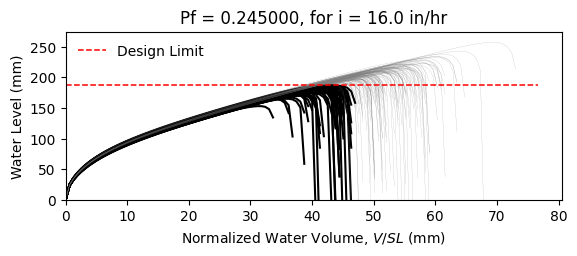 Pf = 0.245000, for i = 16.0 in/hr
Water Level (mm)
250
200
150
100
50
0
Design Limit
0 10 20 30 40 50 60 70 80
Normalized Water Volume, V/SL (mm)